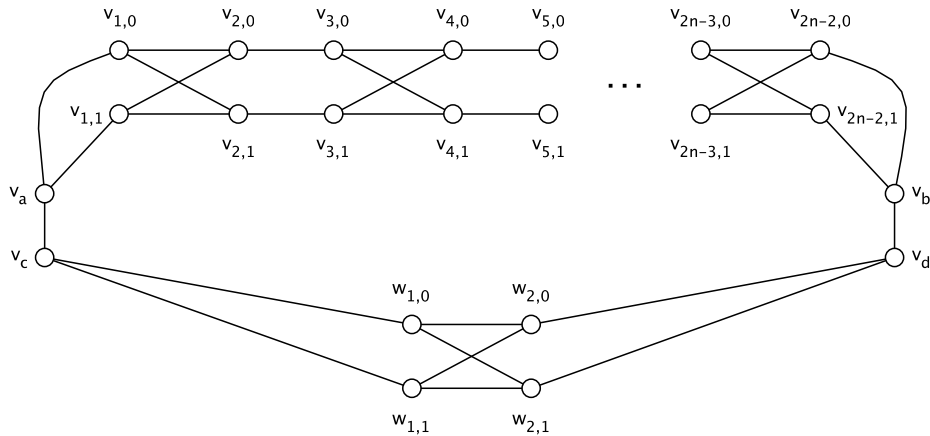 v1,0 v2,0 v3,0 v4,0 v5,0 v2n−3,0 v2n−2,0
...
v1,1 v2n−2,1
v2,1 v3,1 v4,1 v5,1 v2n−3,1
va vb
vc vd
w1,0 w2,0
w1,1 w2,1